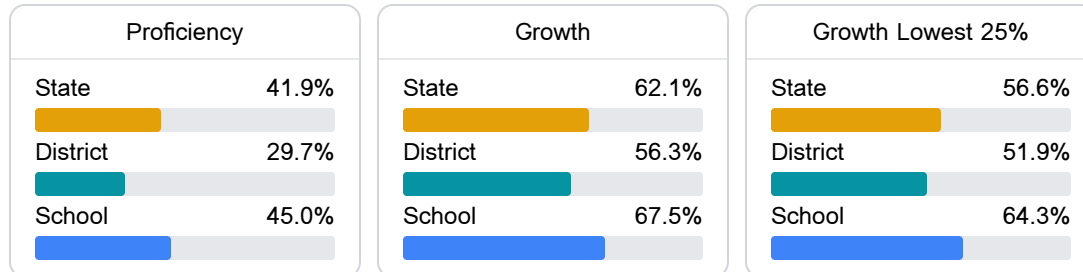 Proficiency
State 41.9%
District 29.7%
School 45.0%
Growth
State 62.1%
District 56.3%
School 67.5%
Growth Lowest 25%
State 56.6%
District 51.9%
School 64.3%